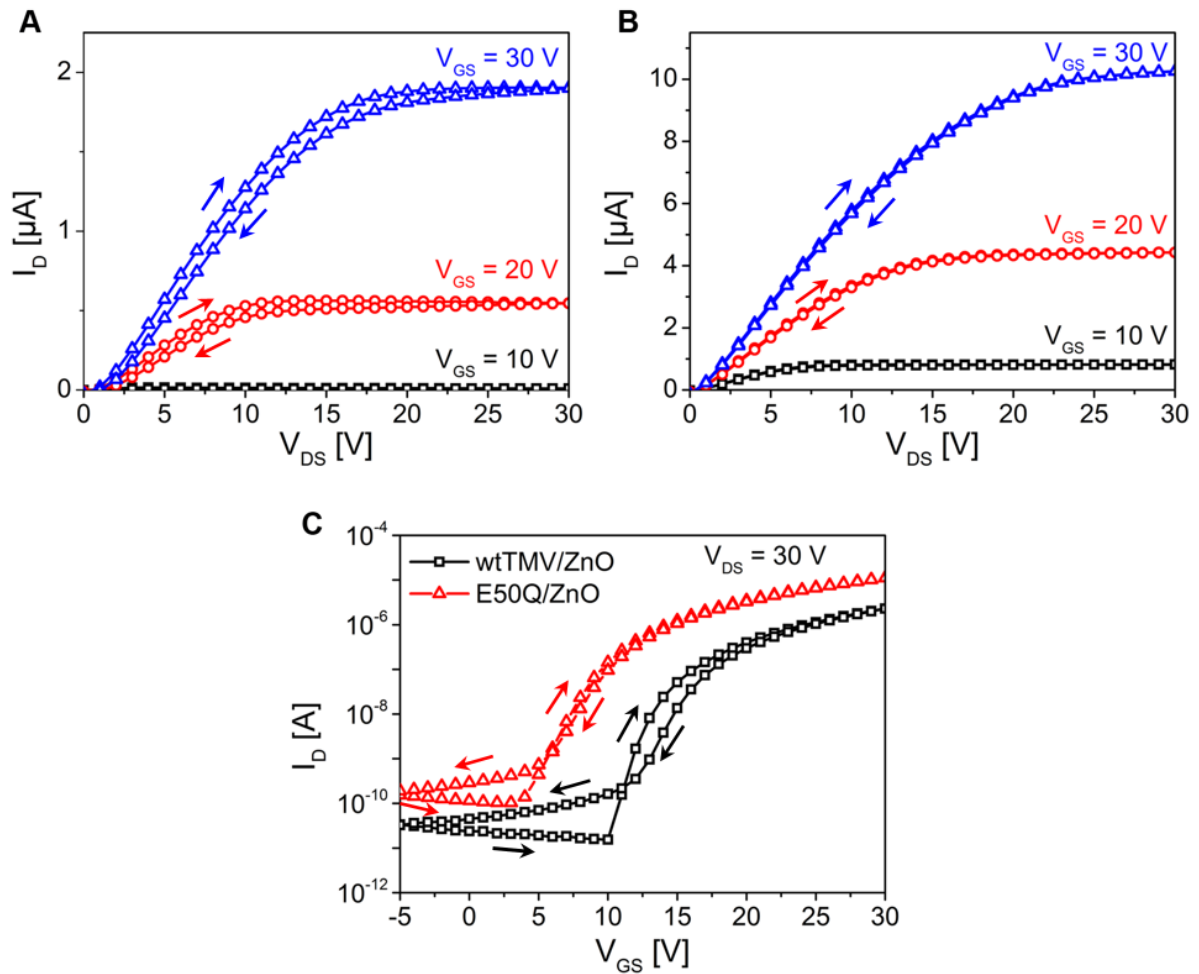 A
B
V_GS = 30 V
V_GS = 30 V
2
10
8
I_D [µA]
I_D [µA]
6
1
V_GS = 20 V
V_GS = 20 V
4
2
V_GS = 10 V
V_GS = 10 V
0
0
0 5 10 15 20 25 30
0 5 10 15 20 25 30
V_DS [V]
V_DS [V]
C
10^-4
wtTMV/ZnO
V_DS = 30 V
E50Q/ZnO
10^-6
I_D [A]
10^-8
10^-10
10^-12
-5 0 5 10 15 20 25 30
V_GS [V]